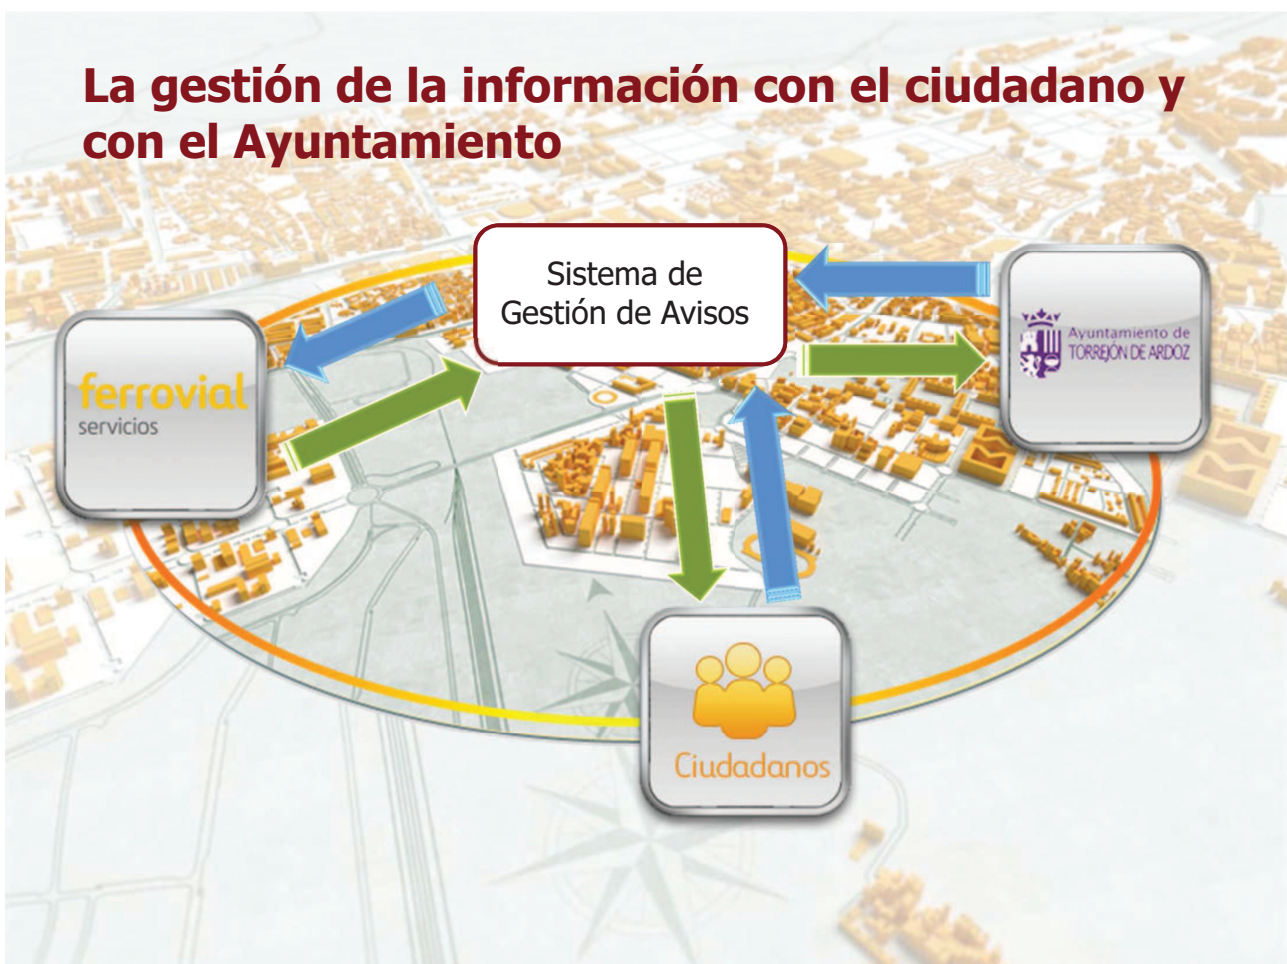 La gestión de la información con el ciudadano y
con el Ayuntamiento
Sistema de
Gestión de Avisos
ferrovial
servicios
Ayuntamiento de
TORREJÓN DE ARDOZ
Ciudadanos